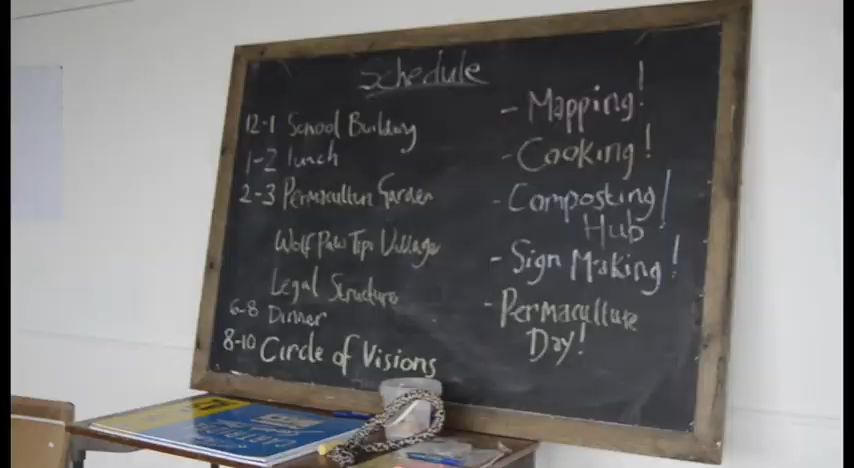 Schedule
12-1 School Building
1-2 lunch
2-3 Permaculture Garden
Wolf Paw Tipi Village
Legal Structure
6-8 Dinner
8-10 Circle of Visions
- Mapping!
- Cooking!
- Composting!
Hub
- Sign Making!
- Permaculture
Day!